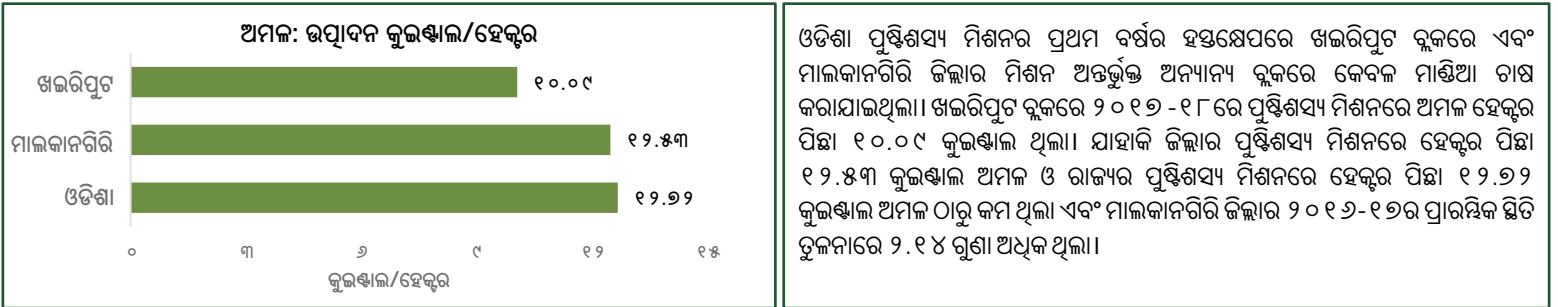 ଅମଳ: ଉତ୍ପାଦନ କୁଇଣ୍ଟାଲ/ହେକ୍ଟର
ଖଇରିପୁଟ ୧୦.୦୯
ମାଲକାନଗିରି ୧୨.୫୩
ଓଡିଶା ୧୨.୭୨
୦ ୩ ୬ ୯ ୧୨ ୧୫
କୁଇଣ୍ଟାଲ/ହେକ୍ଟର
ଓଡିଶା ପୁଷ୍ଟିଶସ୍ୟ ମିଶନର ପ୍ରଥମ ବର୍ଷର ହସ୍ତକ୍ଷେପରେ ଖଇରିପୁଟ ବ୍ଲକରେ ଏବଂ
ମାଲକାନଗିରି ଜିଲ୍ଲାର ମିଶନ ଅନ୍ତର୍ଭୁକ୍ତ ଅନ୍ୟାନ୍ୟ ବ୍ଲକରେ କେବଳ ମାଣ୍ଡିଆ ଚାଷ
କରାଯାଇଥିଲା। ଖଇରିପୁଟ ବ୍ଲକରେ ୨୦୧୭ -୧୮ରେ ପୁଷ୍ଟିଶସ୍ୟ ମିଶନରେ ଅମଳ ହେକ୍ଟର
ପିଛା ୧୦.୦୯ କୁଇଣ୍ଟାଲ ଥିଲା। ଯାହାକି ଜିଲ୍ଲାର ପୁଷ୍ଟିଶସ୍ୟ ମିଶନରେ ହେକ୍ଟର ପିଛା
୧୨.୫୩ କୁଇଣ୍ଟାଲ ଅମଳ ଓ ରାଜ୍ୟର ପୁଷ୍ଟିଶସ୍ୟ ମିଶନରେ ହେକ୍ଟର ପିଛା ୧୨.୭୨
କୁଇଣ୍ଟାଲ ଅମଳ ଠାରୁ କମ ଥିଲା ଏବଂ ମାଲକାନଗିରି ଜିଲ୍ଲାର ୨୦୧୬-୧୭ର ପ୍ରାରମ୍ଭିକ ସ୍ଥିତି
ତୁଳନାରେ ୨.୧୪ ଗୁଣା ଅଧିକ ଥିଲା।